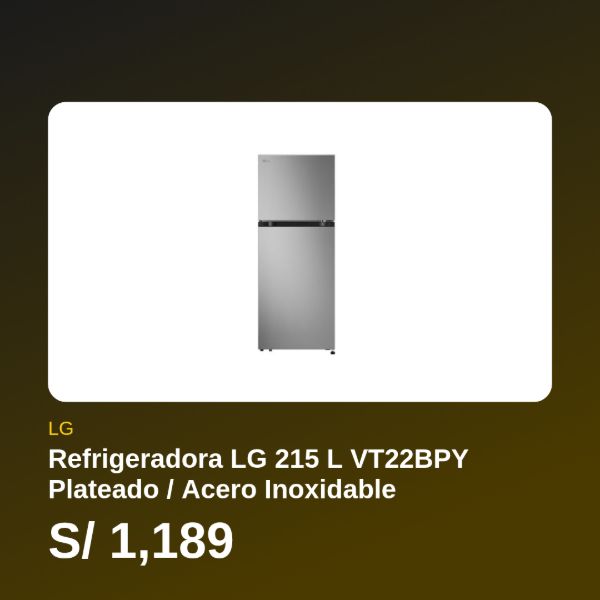 LG
Refrigeradora LG 215 L VT22BPY
Plateado / Acero Inoxidable
S/ 1,189